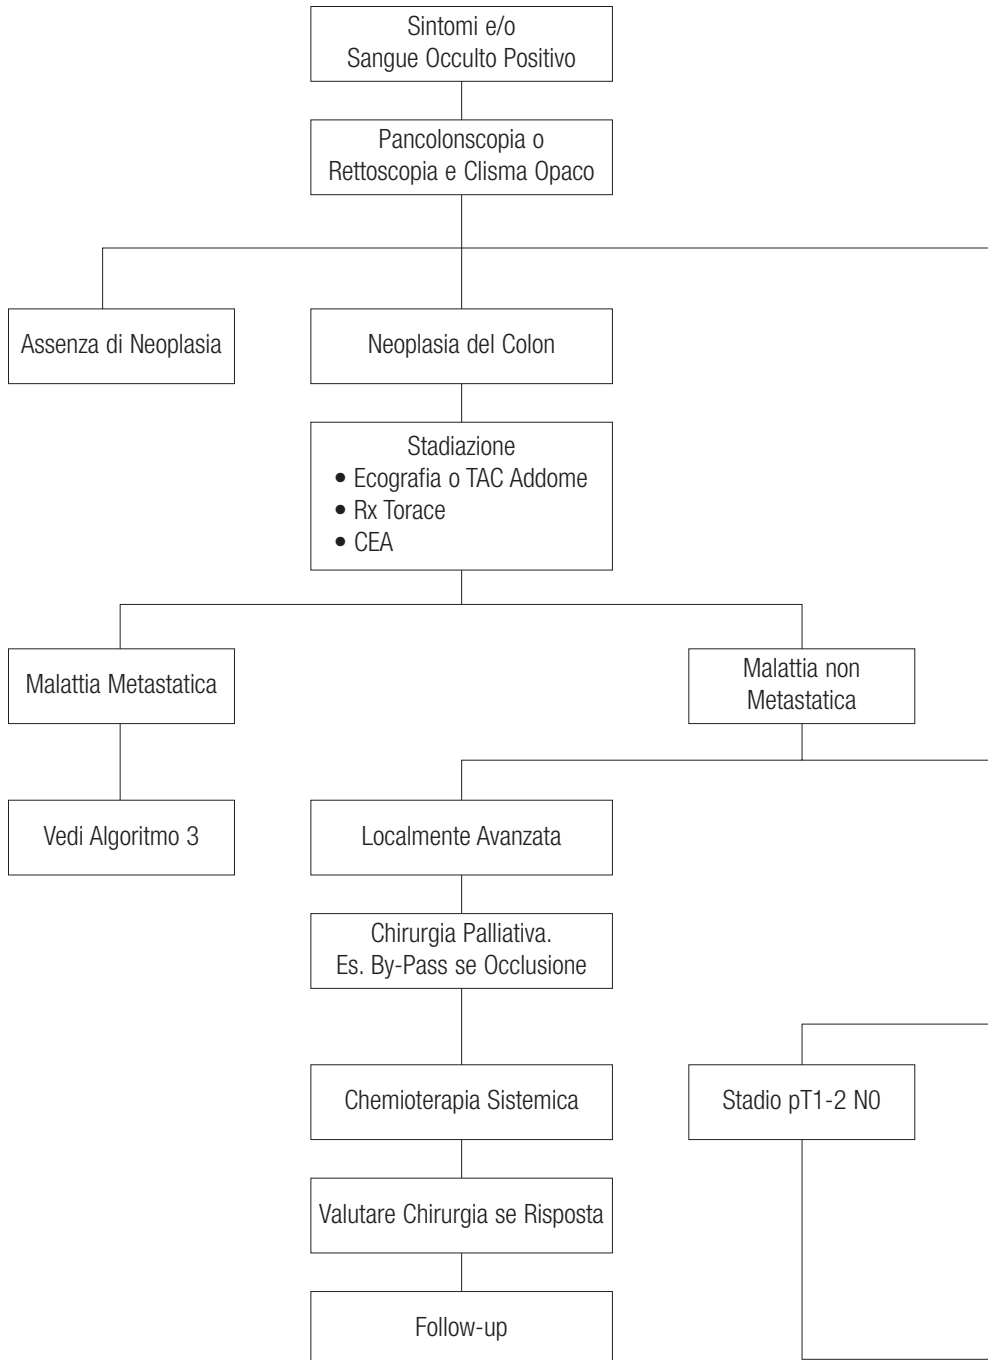 Sintomi e/o
Sangue Occulto Positivo
Pancolonscopia o
Rettoscopia e Clisma Opaco
Assenza di Neoplasia
Neoplasia del Colon
Stadiazione
• Ecografia o TAC Addome
• Rx Torace
• CEA
Malattia Metastatica
Malattia non
Metastatica
Vedi Algoritmo 3
Localmente Avanzata
Chirurgia Palliativa.
Es. By-Pass se Occlusione
Chemioterapia Sistemica
Stadio pT1-2 N0
Valutare Chirurgia se Risposta
Follow-up